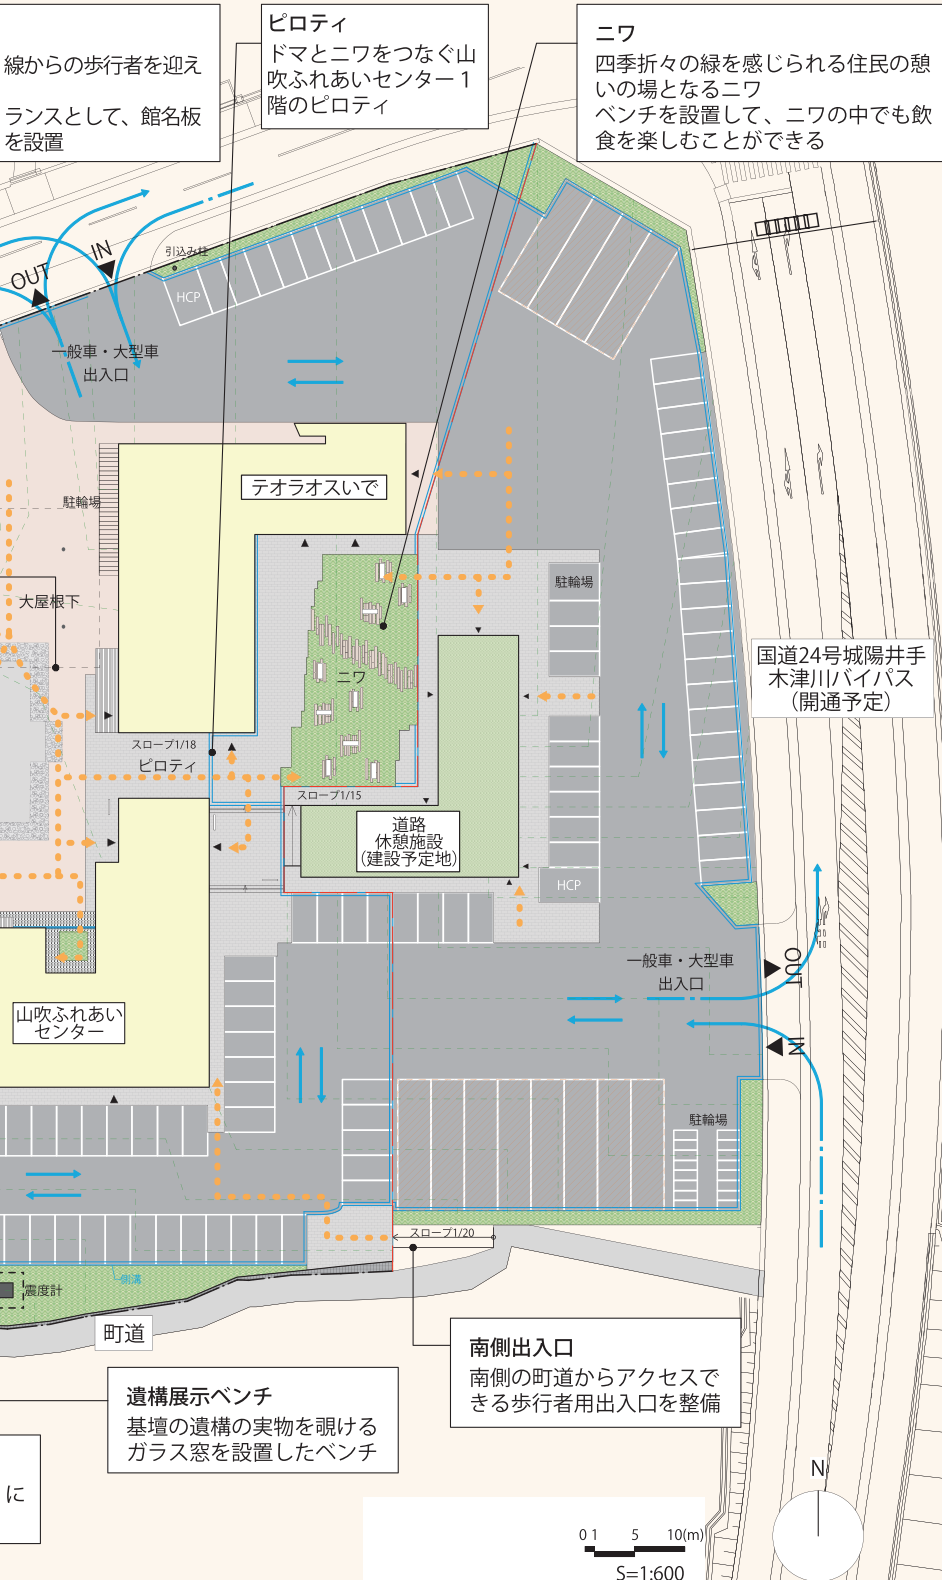 線からの歩行者を迎え
ランスとして、館名板
を設置
ピロティ
ドマとニワをつなぐ山
吹ふれあいセンター 1
階のピロティ
ニワ
四季折々の緑を感じられる住民の憩
いの場となるニワ
ベンチを設置して、ニワの中でも飲
食を楽しむことができる
引込み柱
HCP
OUT
IN
一般車・大型車
出入口
駐輪場
テオラオスいで
大屋根下
駐輪場
ニワ
国道24号城陽井手
木津川バイパス
（開通予定）
スロープ1/18
ピロティ
スロープ1/15
道路
休憩施設
（建設予定地）
HCP
一般車・大型車
出入口
OUT
IN
山吹ふれあい
センター
駐輪場
スロープ1/20
側溝
震度計
町道
南側出入口
南側の町道からアクセスで
きる歩行者用出入口を整備
遺構展示ベンチ
基壇の遺構の実物を覗ける
ガラス窓を設置したベンチ
に
N
0 1 5 10(m)
S=1:600